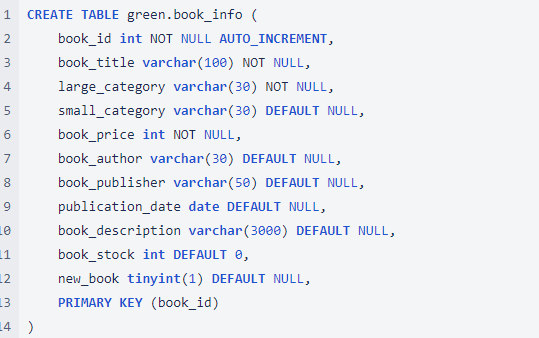 1 CREATE TABLE green.book_info (
2 book_id int NOT NULL AUTO_INCREMENT,
3 book_title varchar(100) NOT NULL,
4 large_category varchar(30) NOT NULL,
5 small_category varchar(30) DEFAULT NULL,
6 book_price int NOT NULL,
7 book_author varchar(30) DEFAULT NULL,
8 book_publisher varchar(50) DEFAULT NULL,
9 publication_date date DEFAULT NULL,
10 book_description varchar(3000) DEFAULT NULL,
11 book_stock int DEFAULT 0,
12 new_book tinyint(1) DEFAULT NULL,
13 PRIMARY KEY (book_id)
14 )